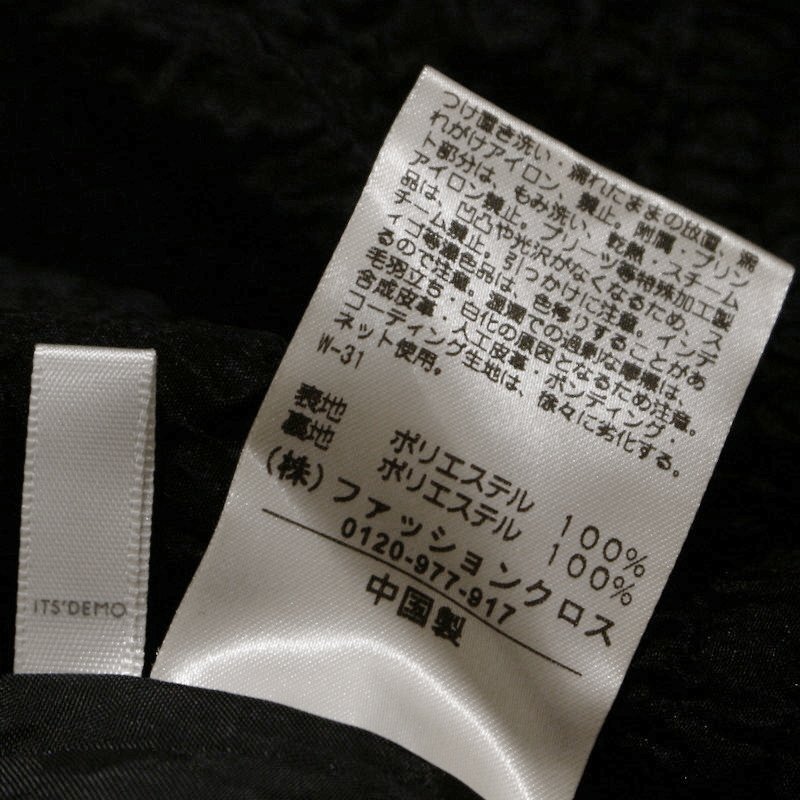 つけ置き洗い・濡れたままの放置、濡
れがけアイロン、禁止。附属・プリン
ト部分は、もみ洗い、乾熱・スチーム
アイロン禁止。プリーツ等特殊加工製
品は、凹凸や光沢がなくなるため、ス
チーム禁止。引っかけに注意。インデ
ィゴ等濃色品は、色移りすることがあ
るので注意。湿潤での過剰な摩擦は、
毛羽立ち・白化の原因となるため注意。
合成皮革・人工皮革・ボンディング・
コーティング生地は、徐々に劣化する。
ネット使用。
W-31
表地 ポリエステル 100%
裏地 ポリエステル 100%
(株)ファッションクロス
0120-977-917
中国製
ITS'DEMO